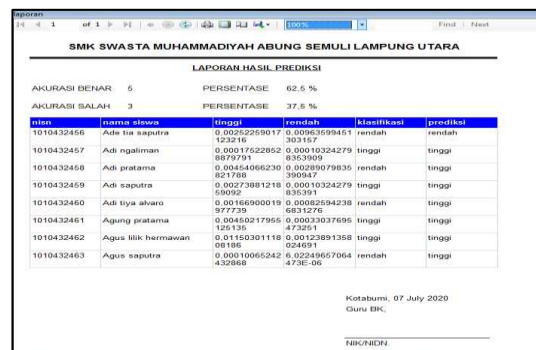 laporan
1 of 1 100% Find | Next
SMK SWASTA MUHAMMADIYAH ABUNG SEMULI LAMPUNG UTARA
LAPORAN HASIL PREDIKSI
AKURASI BENAR 5 PERSENTASE 62,5 %
AKURASI SALAH 3 PERSENTASE 37,5 %
nisn nama siswa tinggi rendah klasifikasi prediksi
1010432456 Ade tia saputra 0,00252259017 0,00963599451 rendah rendah
123216 303157
1010432457 Adi ngaliman 0,00017522852 0,00010324279 tinggi tinggi
8879791 8353909
1010432458 Adi pratama 0,00454066230 0,00289079835 tinggi tinggi
821788 390947
1010432459 Adi saputra 0,00273881218 0,00010324279 tinggi tinggi
59092 835391
1010432460 Adi tiya alvaro 0,00166900019 0,00082594238 rendah tinggi
977739 6831276
1010432461 Agung pratama 0,00450217955 0,00033037695 tinggi tinggi
125135 473251
1010432462 Agus lilik hermawan 0,01150301118 0,00123891358 tinggi tinggi
08186 024691
1010432463 Agus saputra 0,00010065242 6,02249657064 rendah tinggi
432868 473E-06
Kotabumi, 07 July 2020
Guru BK,
NIK/NIDN.